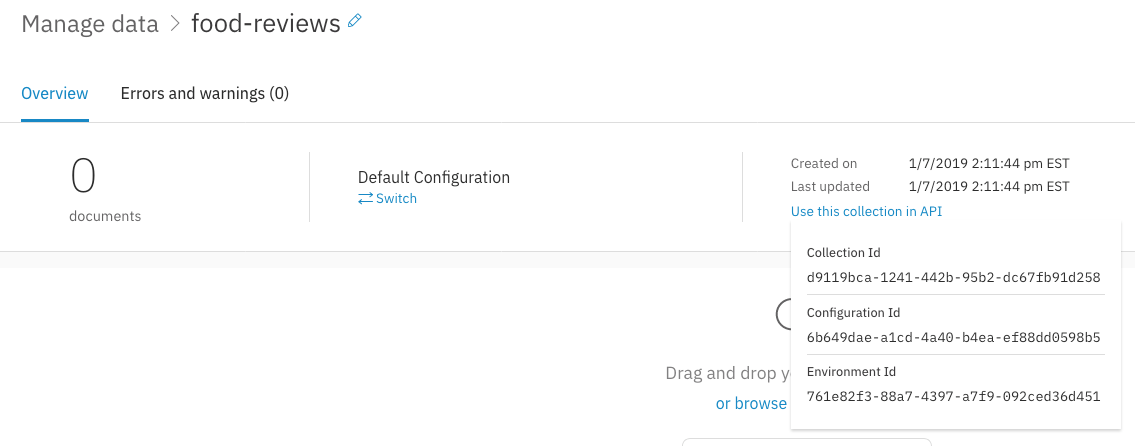 Manage data > food-reviews
Overview Errors and warnings (0)
0
documents
Default Configuration
Switch
Created on 1/7/2019 2:11:44 pm EST
Last updated 1/7/2019 2:11:44 pm EST
Use this collection in API
Collection Id
d9119bca-1241-442b-95b2-dc67fb91d258
Configuration Id
6b649dae-a1cd-4a40-b4ea-ef88dd0598b5
Environment Id
761e82f3-88a7-4397-a7f9-092ced36d451
Drag and drop
or browse